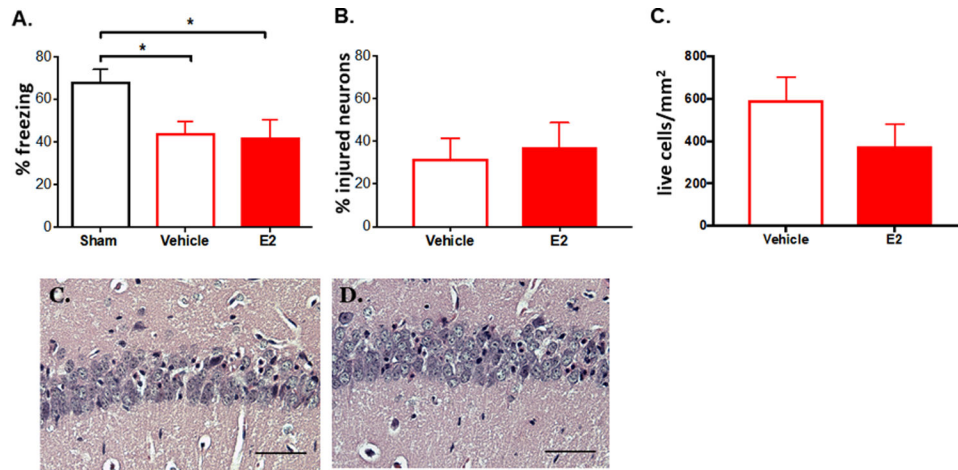 A.
*
*
% freezing
80
60
40
20
0
Sham Vehicle E2
B.
% injured neurons
80
60
40
20
0
Vehicle E2
C.
live cells/mm²
800
600
400
200
0
Vehicle E2
C.
D.